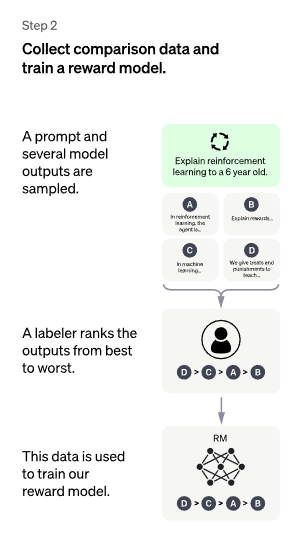 Step 2
Collect comparison data and
train a reward model.
A prompt and
several model
outputs are
sampled.
Explain reinforcement
learning to a 6 year old.
A
In reinforcement
learning, the
agent is...
B
Explain rewards...
C
In machine
learning...
D
We give treats and
punishments to
teach...
A labeler ranks the
outputs from best
to worst.
D > C > A > B
This data is used
to train our
reward model.
RM
D > C > A > B